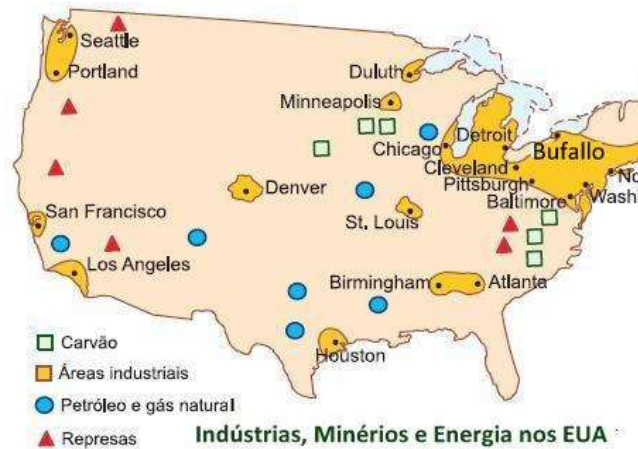 Seattle
Portland
Duluth
Minneapolis
Detroit
Chicago
Bufallo
Cleveland
Pittsburgh
No
Baltimore
Wash
Denver
St. Louis
San Francisco
Los Angeles
Birmingham
Atlanta
Houston
Carvão
Áreas industriais
Petróleo e gás natural
Represas
Indústrias, Minérios e Energia nos EUA